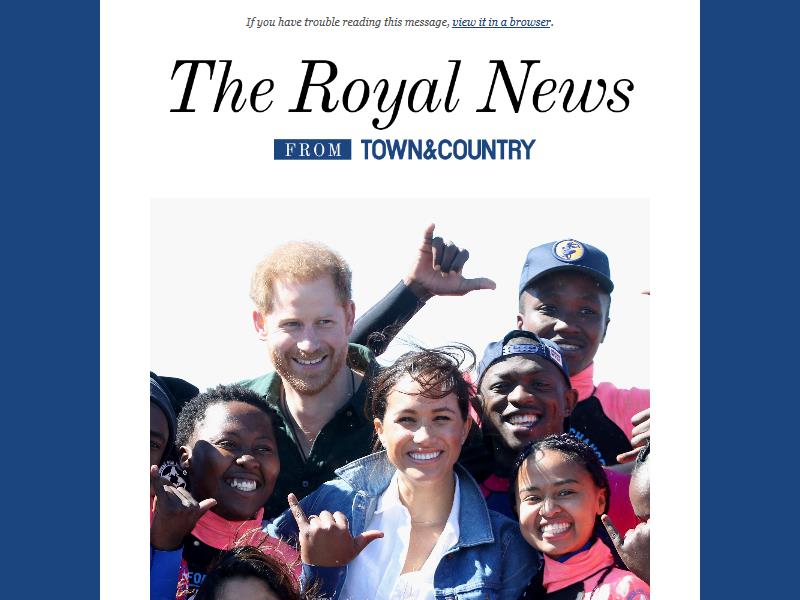 If you have trouble reading this message, view it in a browser.
The Royal News
FROM TOWN&COUNTRY